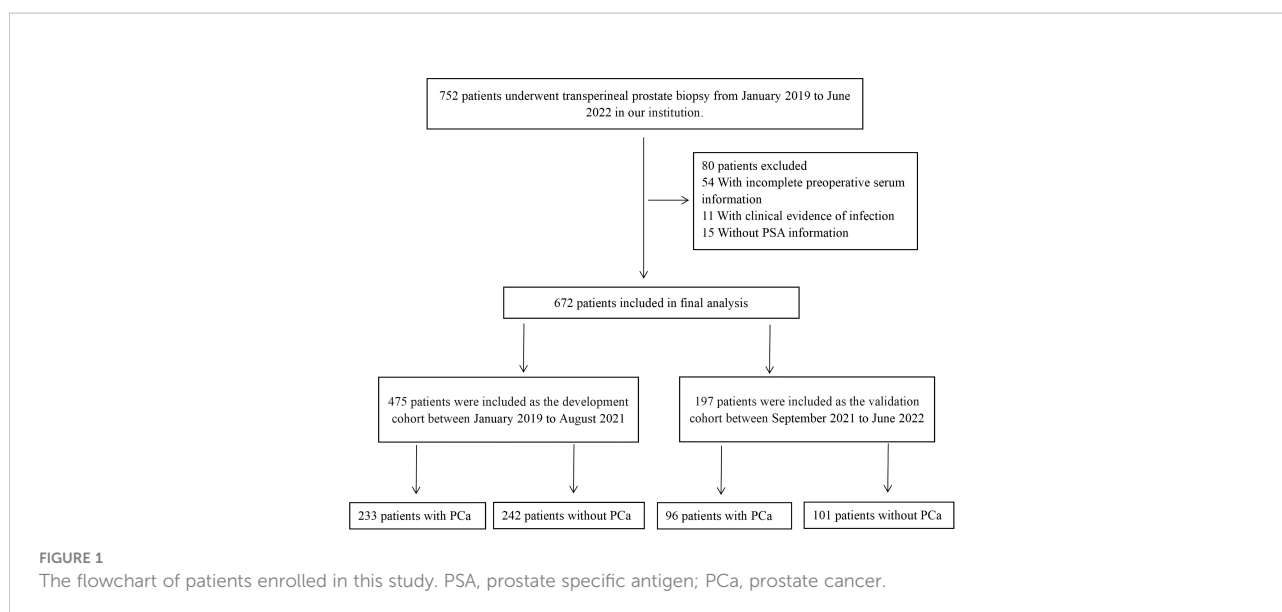 752 patients underwent transperineal prostate biopsy from January 2019 to June
2022 in our institution.
80 patients excluded
54 With incomplete preoperative serum
information
11 With clinical evidence of infection
15 Without PSA information
672 patients included in final analysis
475 patients were included as the development
cohort between January 2019 to August 2021
197 patients were included as the validation
cohort between September 2021 to June 2022
233 patients with PCa
242 patients without PCa
96 patients with PCa
101 patients without PCa
FIGURE 1
The flowchart of patients enrolled in this study. PSA, prostate specific antigen; PCa, prostate cancer.